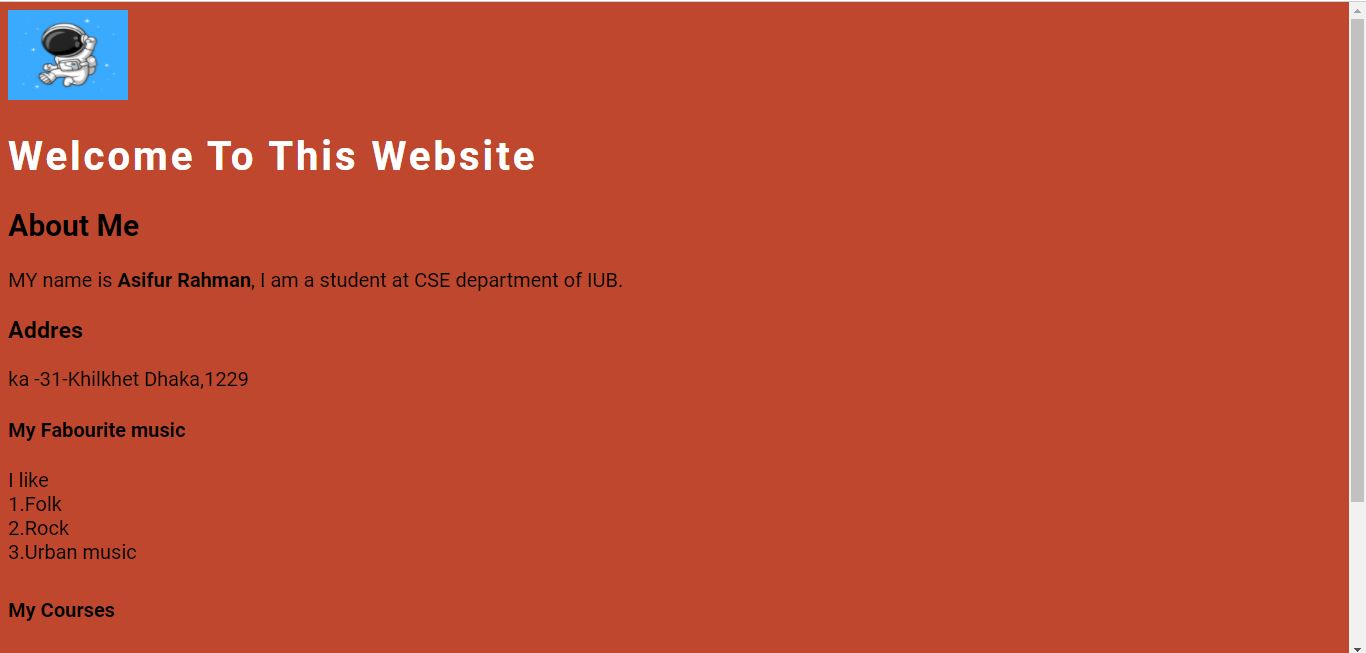 Welcome To This Website
About Me
MY name is Asifur Rahman, I am a student at CSE department of IUB.
Addres
ka -31-Khilkhet Dhaka,1229
My Fabourite music
I like
1.Folk
2.Rock
3.Urban music
My Courses